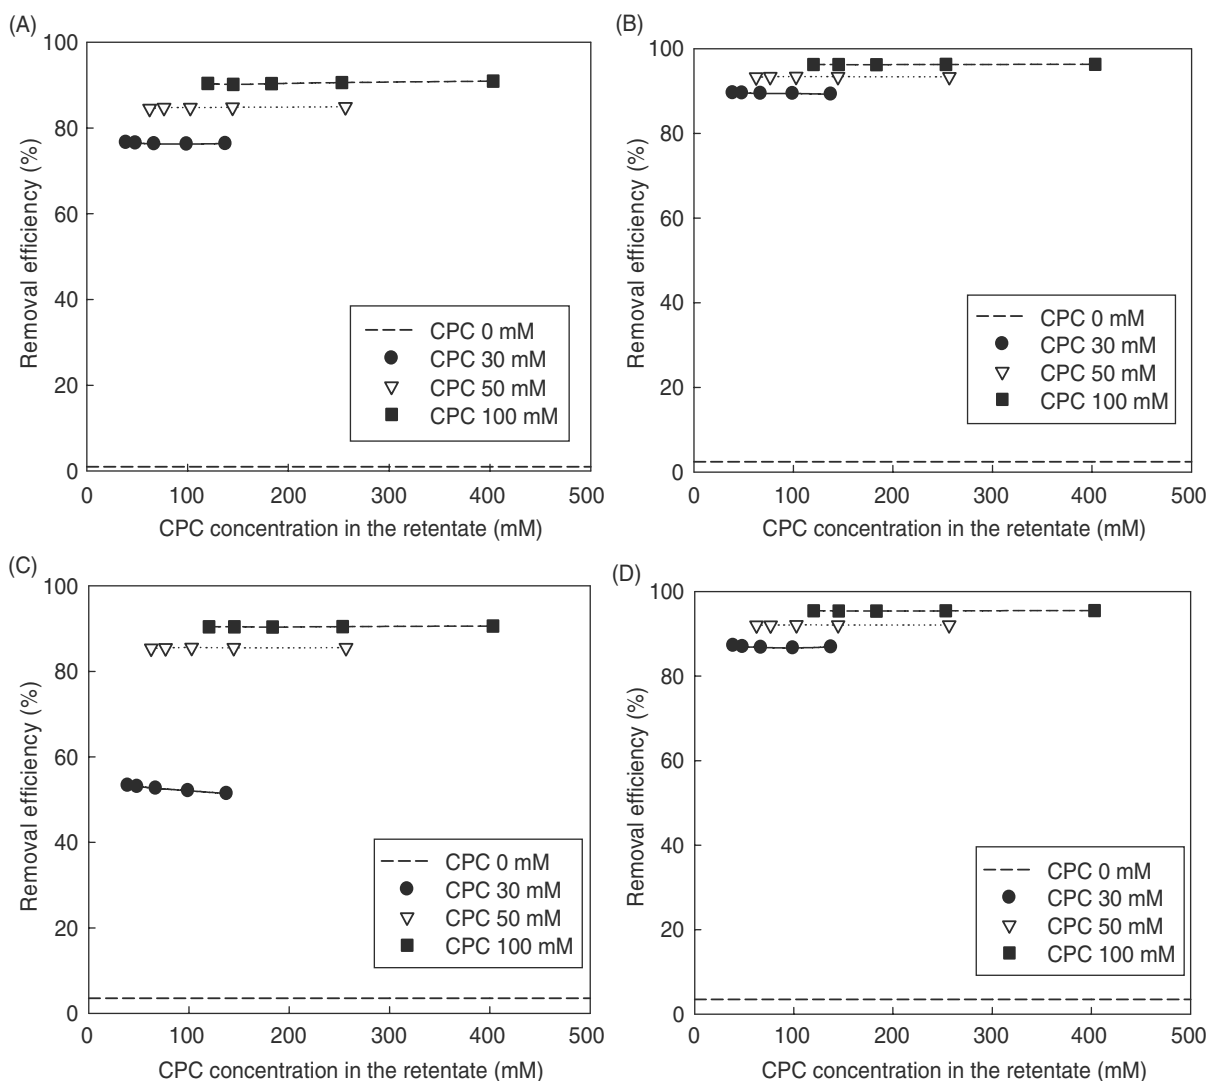 (A)
100
80
60
40
20
0
Removal efficiency (%)
CPC 0 mM
CPC 30 mM
CPC 50 mM
CPC 100 mM
0 100 200 300 400 500
CPC concentration in the retentate (mM)
(B)
100
80
60
40
20
0
Removal efficiency (%)
CPC 0 mM
CPC 30 mM
CPC 50 mM
CPC 100 mM
0 100 200 300 400 500
CPC concentration in the retentate (mM)
(C)
100
80
60
40
20
0
Removal efficiency (%)
CPC 0 mM
CPC 30 mM
CPC 50 mM
CPC 100 mM
0 100 200 300 400 500
CPC concentration in the retentate (mM)
(D)
100
80
60
40
20
0
Removal efficiency (%)
CPC 0 mM
CPC 30 mM
CPC 50 mM
CPC 100 mM
0 100 200 300 400 500
CPC concentration in the retentate (mM)